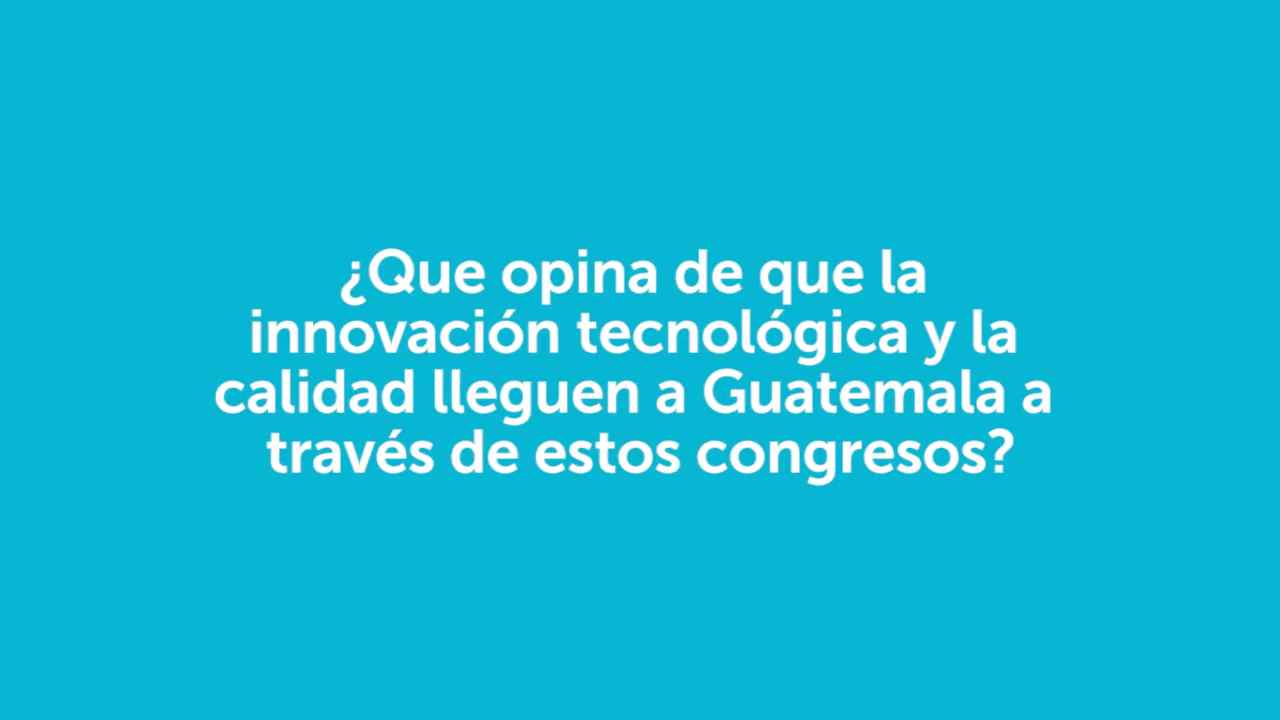 ¿Que opina de que la
innovación tecnológica y la
calidad lleguen a Guatemala a
través de estos congresos?